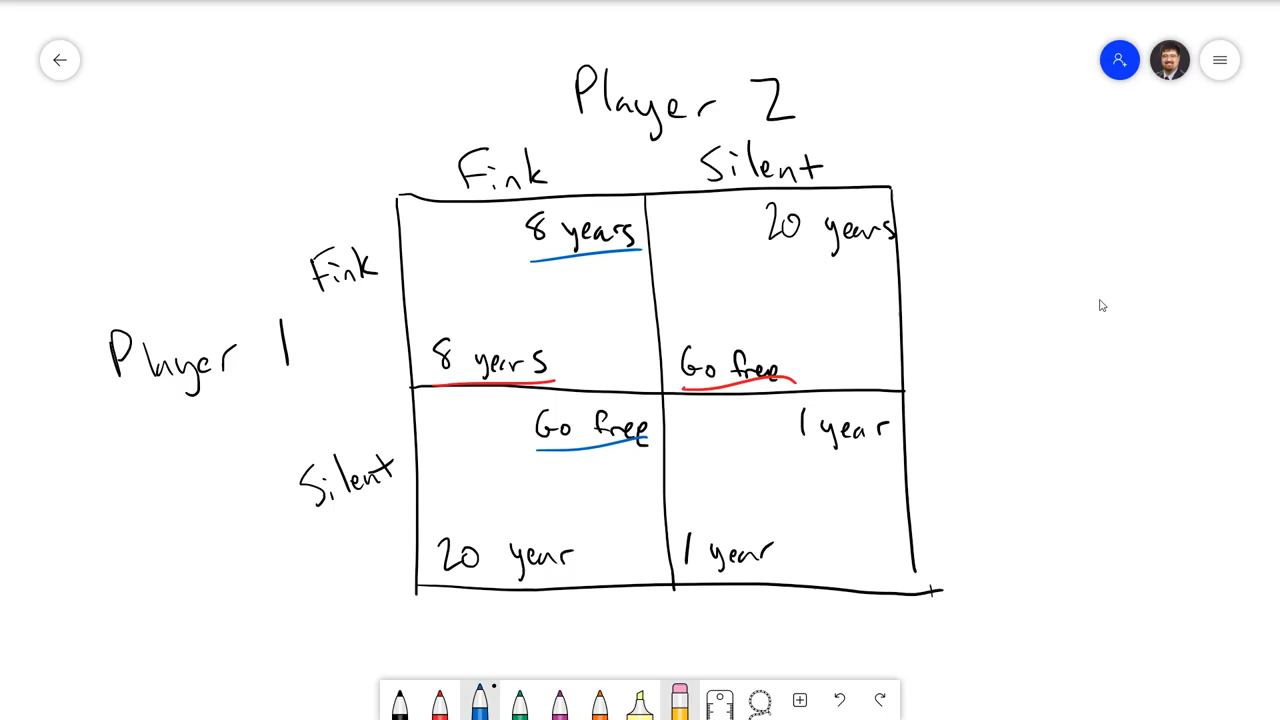 Player 2
Fink Silent
Fink
8 years 20 years
Player 1
8 years Go free
Go free 1 year
Silent
20 year 1 year